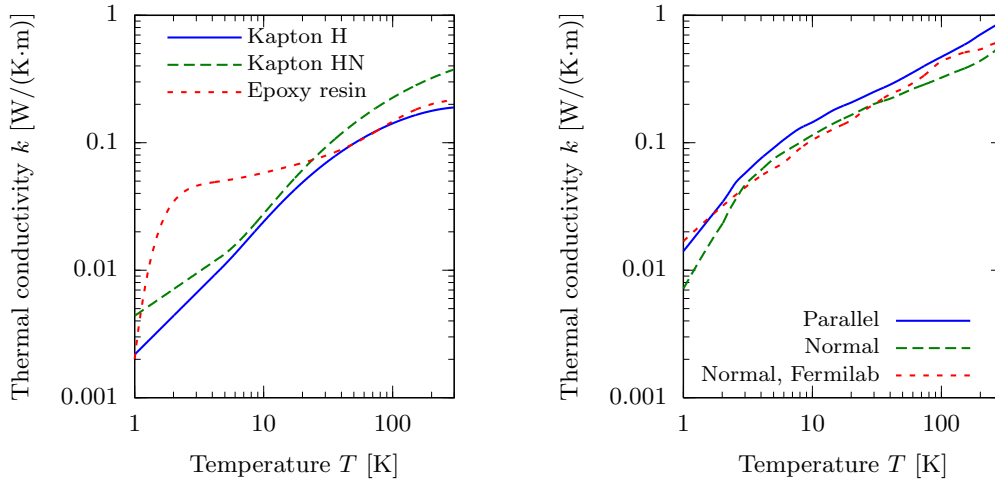 Thermal conductivity k [W/(K·m)]
1
0.1
0.01
0.001
Kapton H
Kapton HN
Epoxy resin
1
10
100
Temperature T [K]
Thermal conductivity k [W/(K·m)]
1
0.1
0.01
0.001
Parallel
Normal
Normal, Fermilab
1
10
100
Temperature T [K]